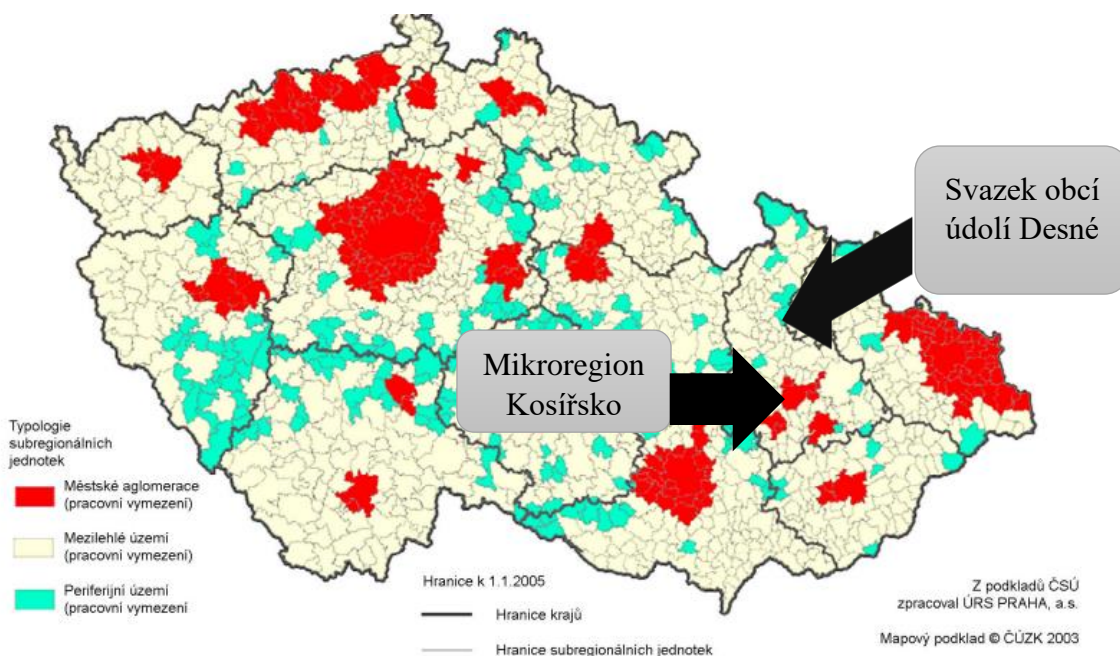 Svazek obcí
údolí Desné
Mikroregion
Kosířsko
Typologie
subregionálních
jednotek
Městské aglomerace
(pracovní vymezení)
Mezilehlé území
(pracovní vymezení)
Periferijní území
(pracovní vymezení
Hranice k 1.1.2005
Hranice krajů
Hranice subregionálních jednotek
Z podkladů ČSÚ
zpracoval ÚRS PRAHA, a.s.
Mapový podklad © ČÚZK 2003